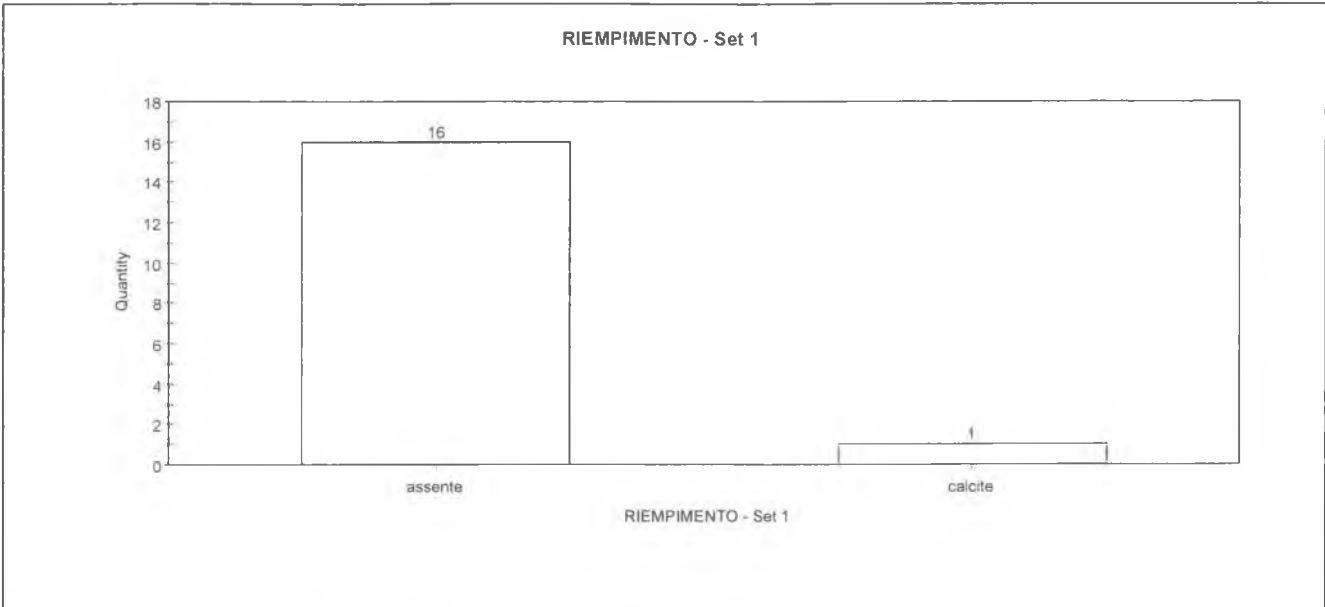 RIEMPIMENTO - Set 1
18
16
14
12
10
8
6
4
2
0
Quantity
16
1
assente
calcite
RIEMPIMENTO - Set 1